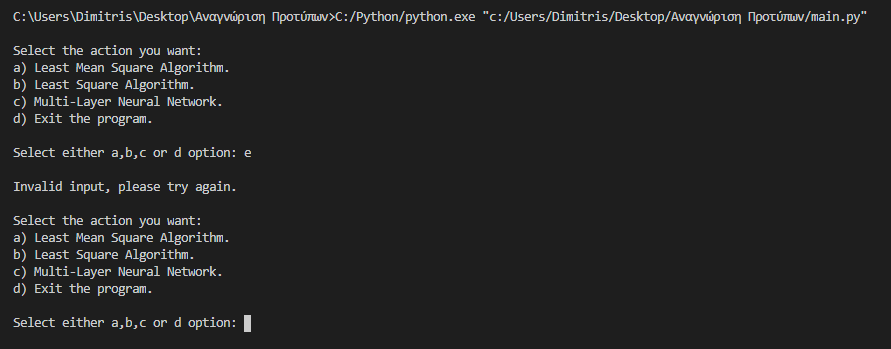 C:\Users\Dimitris\Desktop\Αναγνώριση Προτύπων>C:/Python/python.exe "c:/Users/Dimitris/Desktop/Αναγνώριση Προτύπων/main.py"
Select the action you want:
a) Least Mean Square Algorithm.
b) Least Square Algorithm.
c) Multi-Layer Neural Network.
d) Exit the program.
Select either a,b,c or d option: e
Invalid input, please try again.
Select the action you want:
a) Least Mean Square Algorithm.
b) Least Square Algorithm.
c) Multi-Layer Neural Network.
d) Exit the program.
Select either a,b,c or d option: